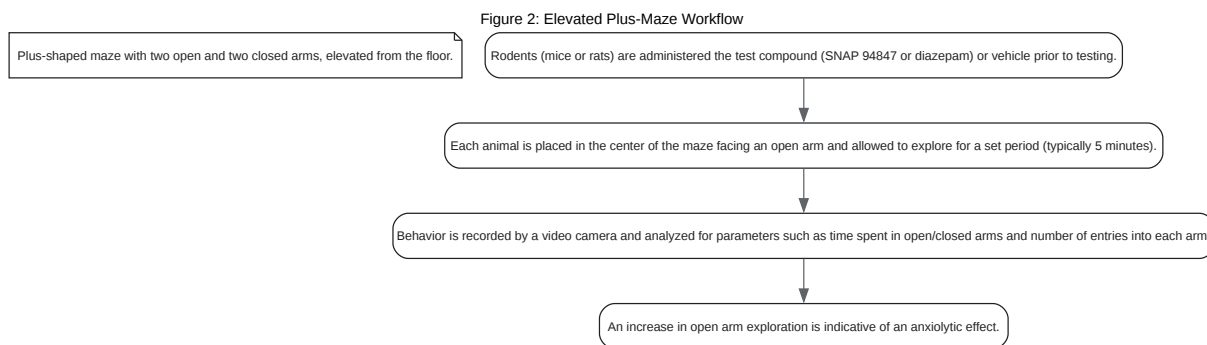 Figure 2: Elevated Plus-Maze Workflow
Plus-shaped maze with two open and two closed arms, elevated from the floor.
Rodents (mice or rats) are administered the test compound (SNAP 94847 or diazepam) or vehicle prior to testing.
Each animal is placed in the center of the maze facing an open arm and allowed to explore for a set period (typically 5 minutes).
Behavior is recorded by a video camera and analyzed for parameters such as time spent in open/closed arms and number of entries into each arm
An increase in open arm exploration is indicative of an anxiolytic effect.